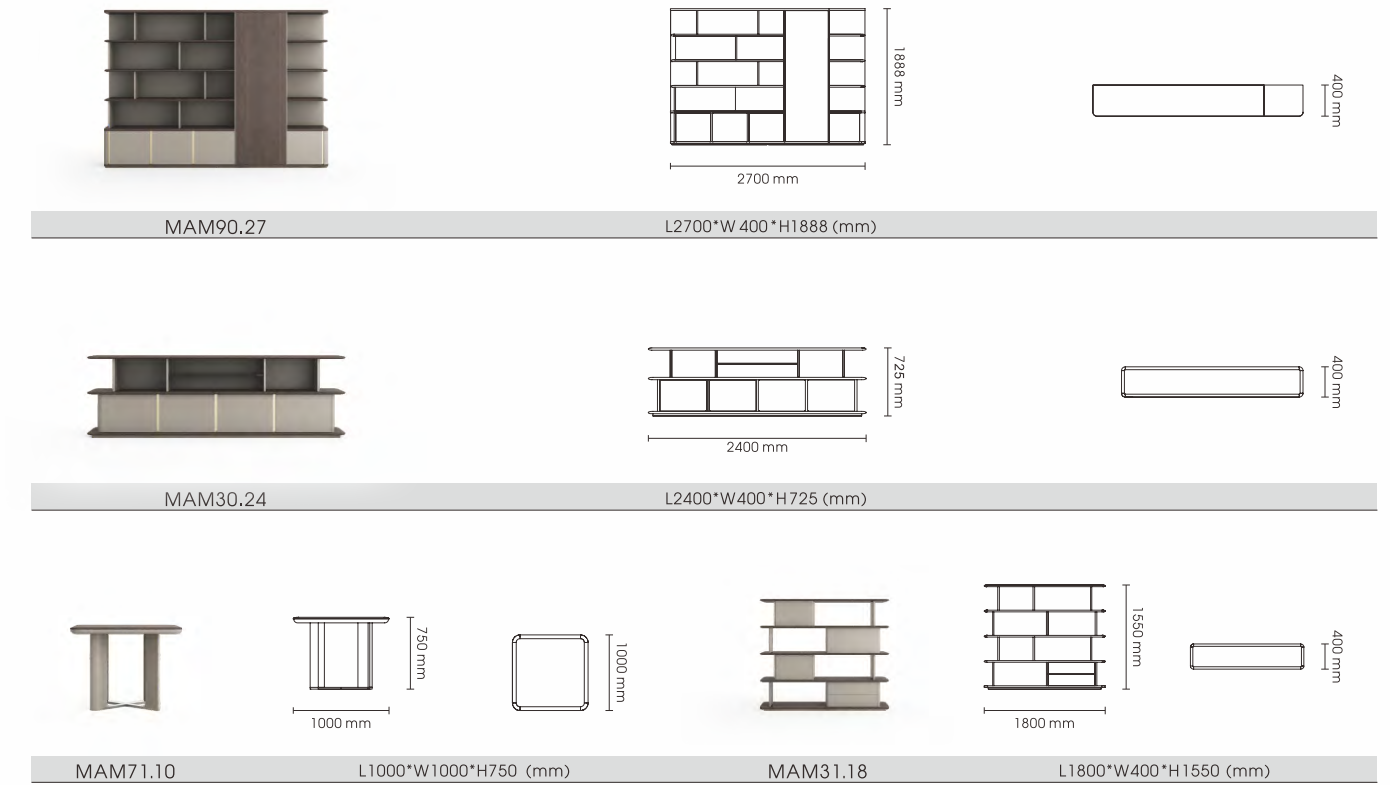 1888 mm
400 mm
2700 mm
MAM90.27
L2700*W 400*H1888 (mm)
725 mm
400 mm
2400 mm
MAM30.24
L2400*W400*H725 (mm)
750 mm
1000 mm
1000 mm
1550 mm
400 mm
1800 mm
MAM71.10
L1000*W1000*H750 (mm)
MAM31.18
L1800*W400*H1550 (mm)